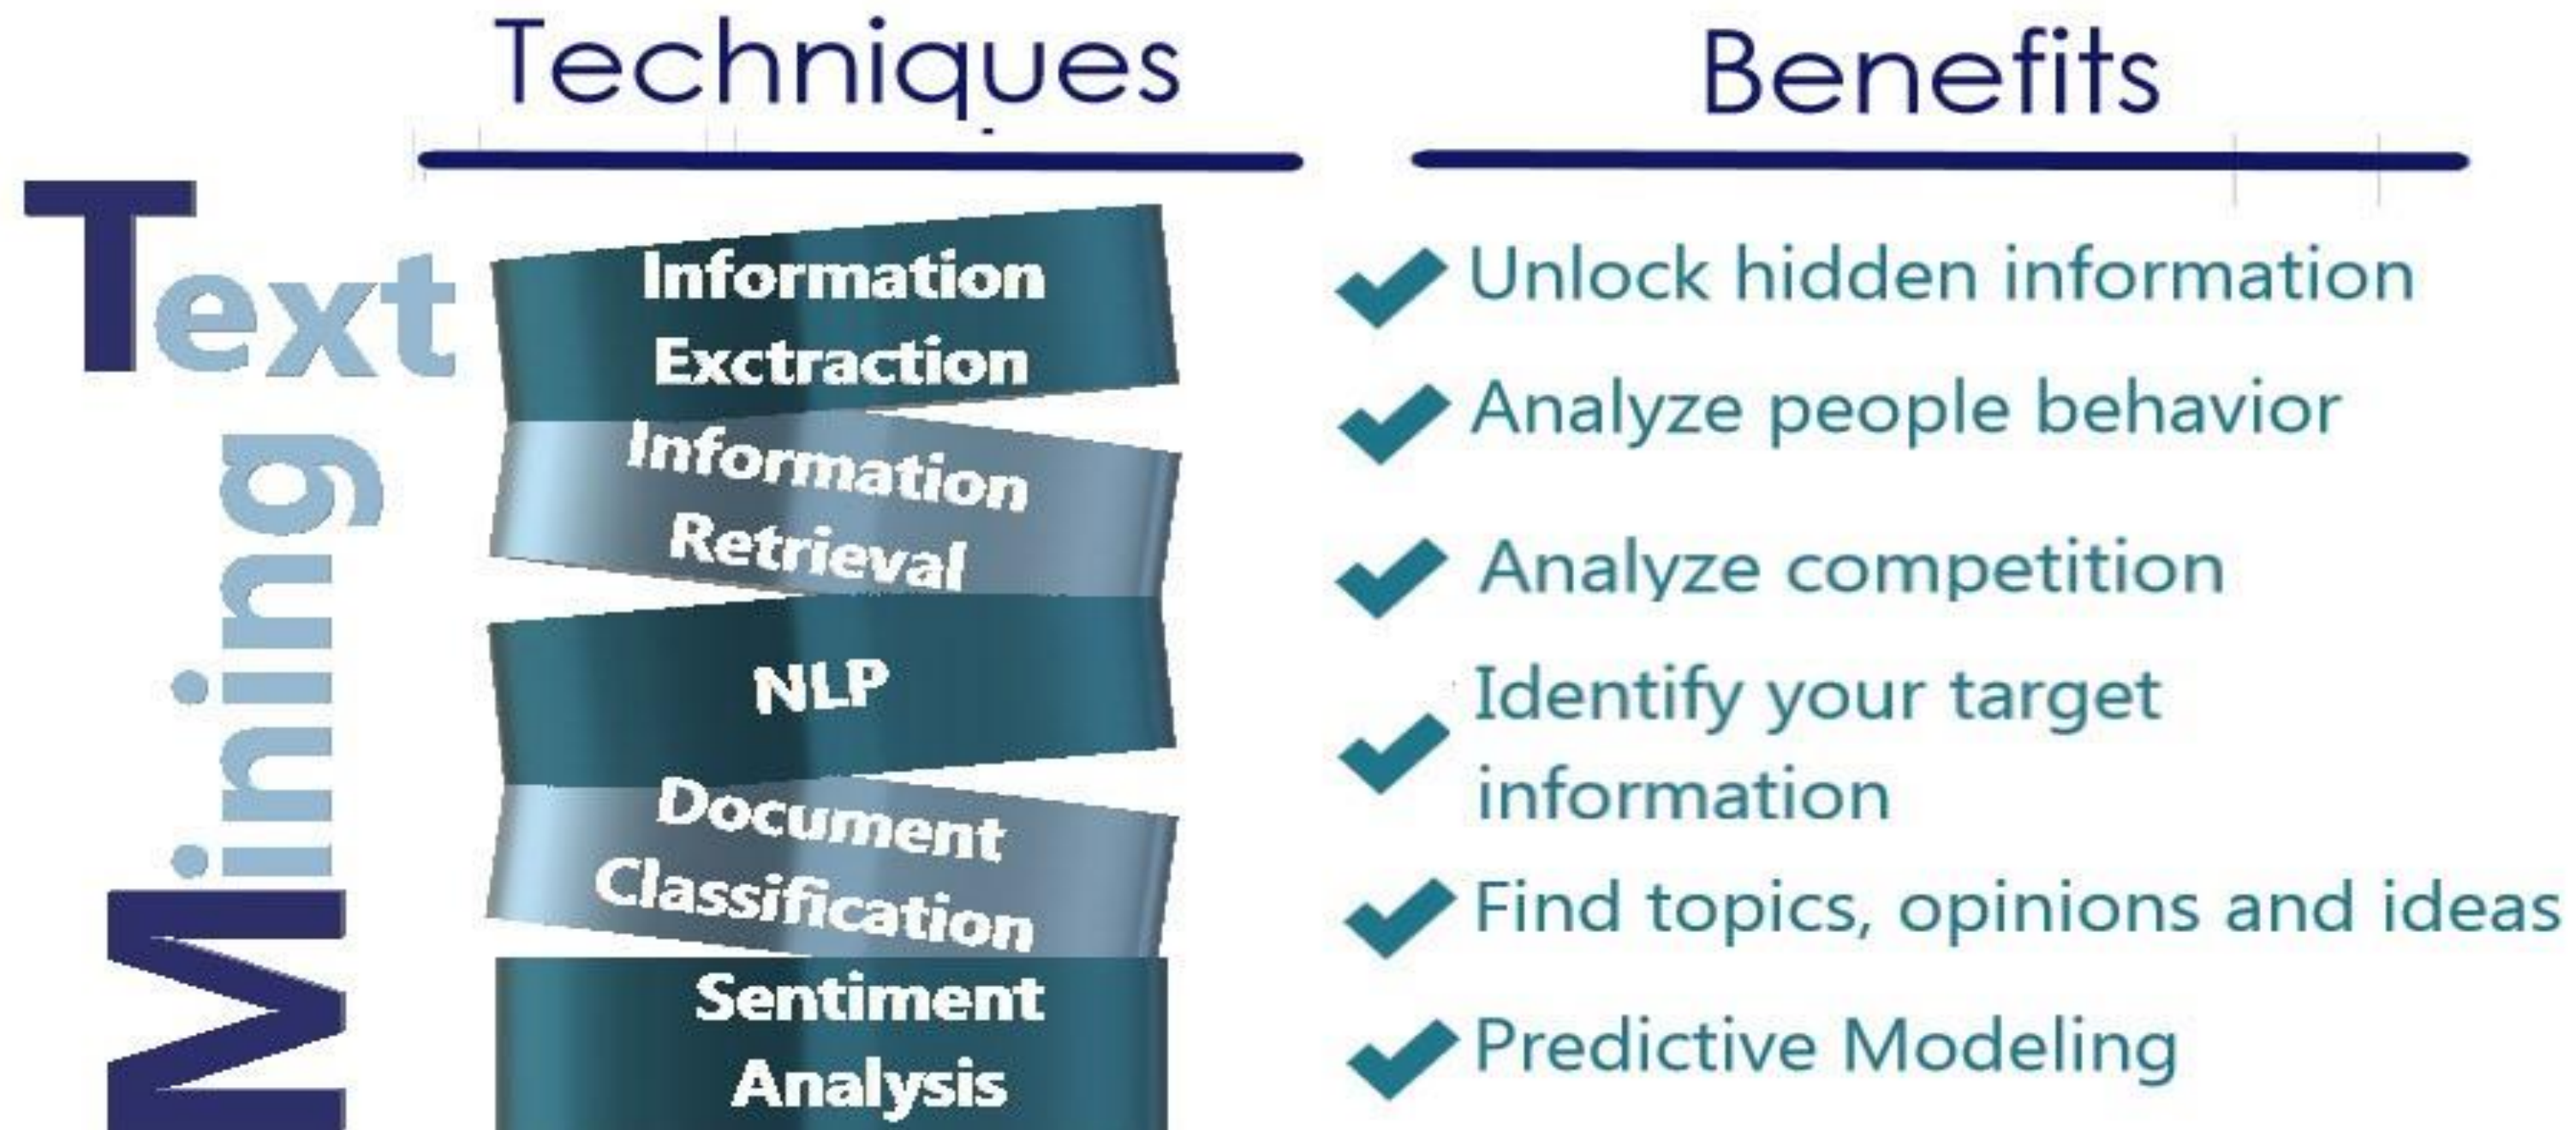 Text
Mining
Techniques
Information
Exctraction
Information
Retrieval
NLP
Document
Classification
Sentiment
Analysis
Benefits
Unlock hidden information
Analyze people behavior
Analyze competition
Identify your target
information
Find topics, opinions and ideas
Predictive Modeling